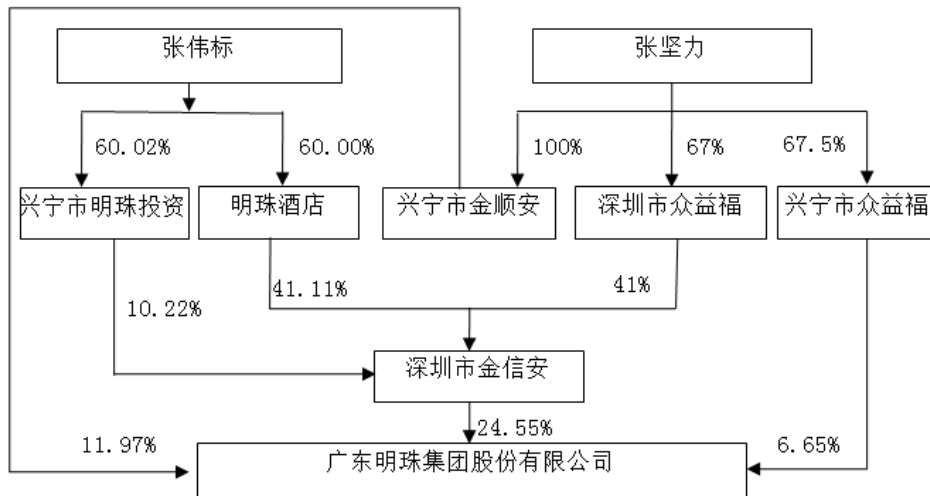 张伟标
张坚力
60.02%
60.00%
100%
67%
67.5%
兴宁市明珠投资
明珠酒店
兴宁市金顺安
深圳市众益福
兴宁市众益福
10.22%
41.11%
41%
深圳市金信安
11.97%
24.55%
6.65%
广东明珠集团股份有限公司